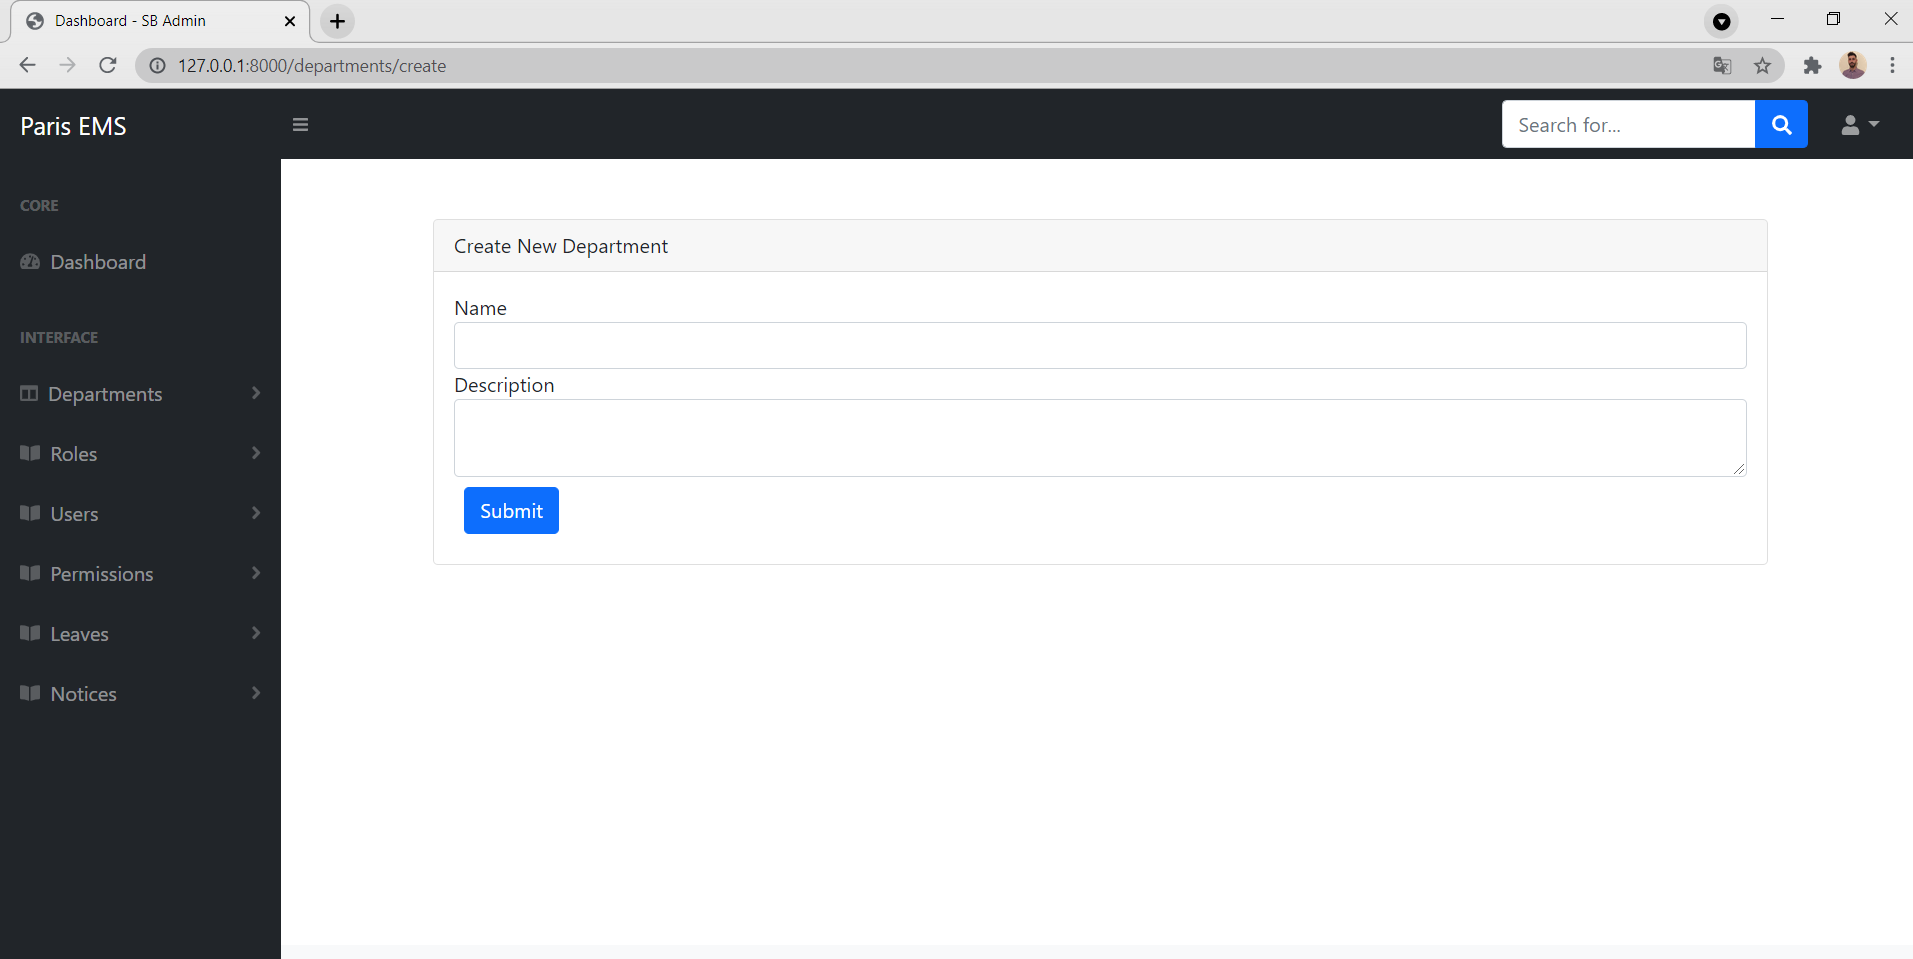 Dashboard - SB Admin
127.0.0.1:8000/departments/create
Paris EMS
Search for...
CORE
Dashboard
INTERFACE
Departments
Roles
Users
Permissions
Leaves
Notices
Create New Department
Name
Description
Submit